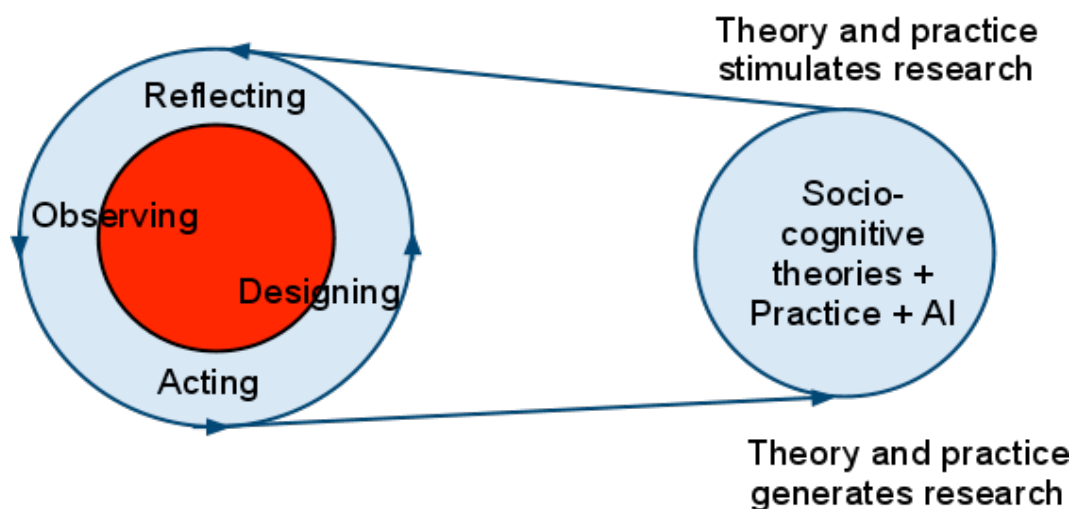 Theory and practice
stimulates research
Reflecting
Observing
Designing
Acting
Socio-
cognitive
theories +
Practice + AI
Theory and practice
generates research